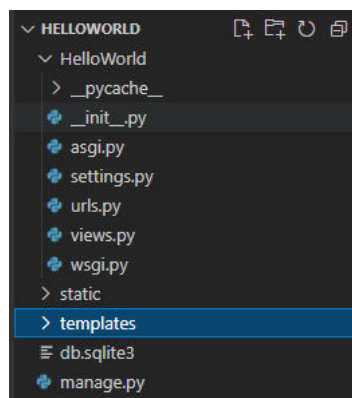 HELLOWORLD
HelloWorld
__pycache__
__init__.py
asgi.py
settings.py
urls.py
views.py
wsgi.py
static
templates
db.sqlite3
manage.py